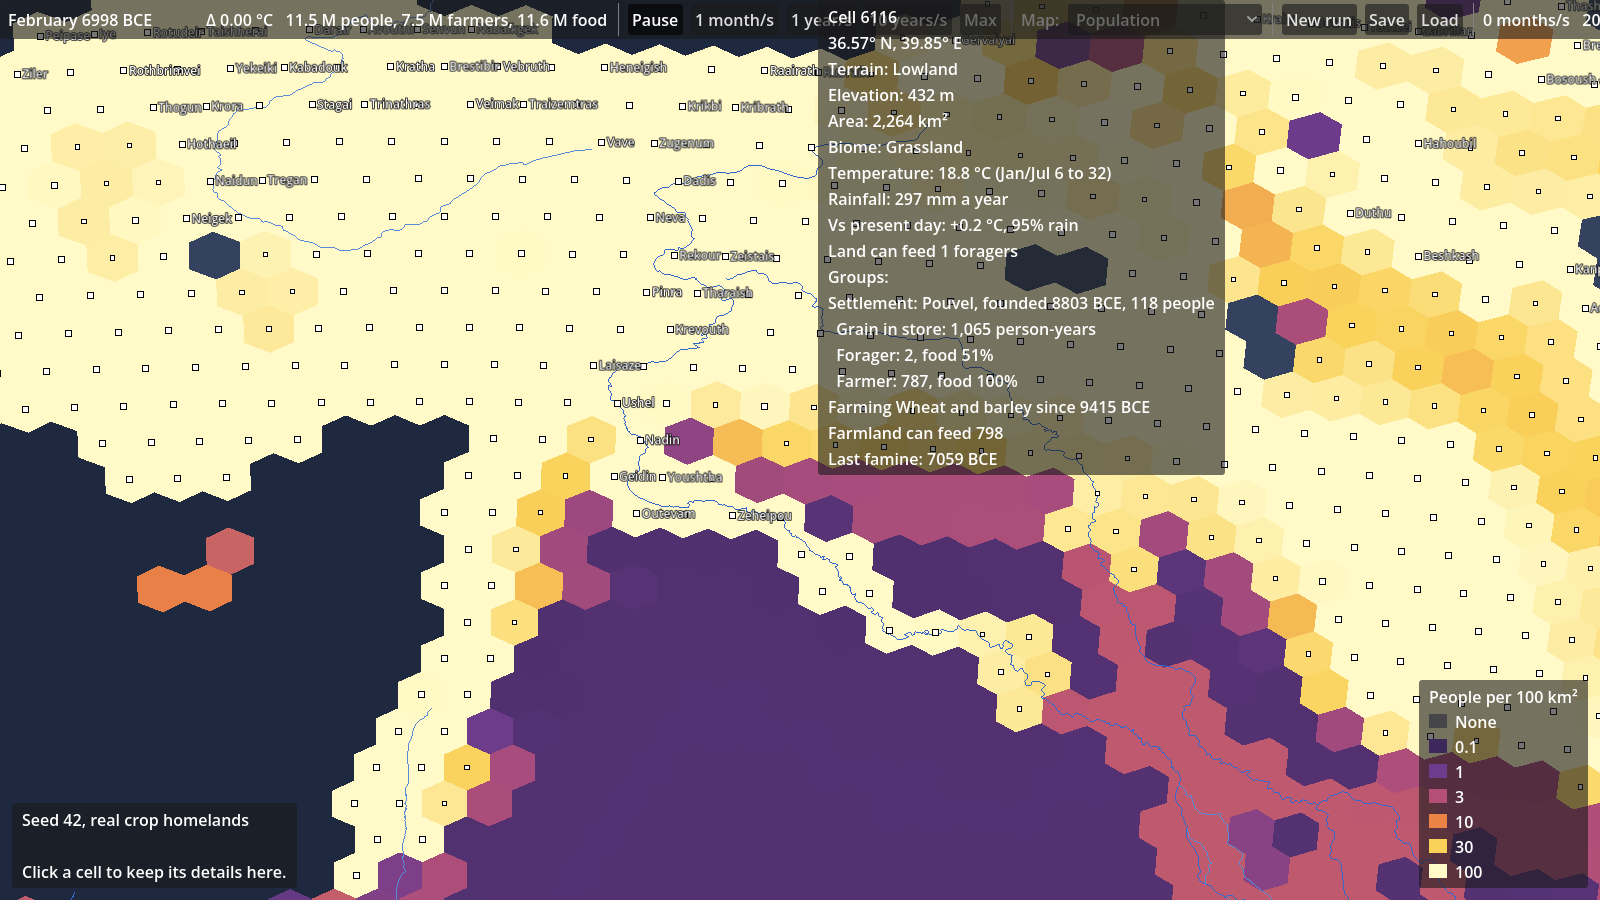 February 6998 BCE
Δ 0.00 °C
11.5 M people, 7.5 M farmers, 11.6 M food
Pause
1 month/s
Max
Map:
Population
New run
Save
Load
0 months/s
20
Cell 6116
36.57° N, 39.85° E
Terrain: Lowland
Elevation: 432 m
Area: 2,264 km²
Biome: Grassland
Temperature: 18.8 °C (Jan/Jul 6 to 32)
Rainfall: 297 mm a year
Vs present day: +0.2 °C, 95% rain
Land can feed 1 foragers
Groups:
Settlement: Pouvel, founded 8803 BCE, 118 people
Grain in store: 1,065 person-years
Forager: 2, food 51%
Farmer: 787, food 100%
Farming Wheat and barley since 9415 BCE
Farmland can feed 798
Last famine: 7059 BCE
Ziler
Rothbrimvei
Yekeiki
Kabadouk
Kratha
Brestibi
Vebruth
Heneigish
Raairath
Bosoush
Thogun
Krora
Stagai
Trinathras
Veimak
Traizemtras
Krikbi
Kribrath
Hothaeil
Vave
Zugenum
Hahoubil
Naidun
Tregan
Dadis
Neigek
Neva
Duthu
Rekour
Zeistais
Beshkash
Pinra
Tharaish
Krevouth
Laisaze
Ushel
Nadin
Geidin
Youshtha
Outevam
Zeheipou
People per 100 km²
None
0.1
1
3
10
30
100
Seed 42, real crop homelands
Click a cell to keep its details here.